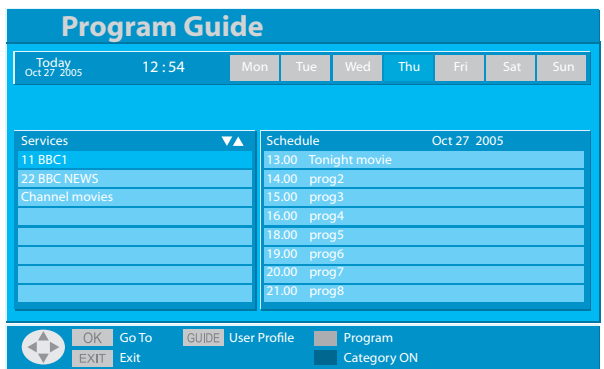 Program Guide
Today
Oct 27 2005
12 : 54
Mon Tue Wed Thu Fri Sat Sun
Services
11 BBC1
22 BBC NEWS
Channel movies
Schedule Oct 27 2005
13.00 Tonight movie
14.00 prog2
15.00 prog3
16.00 prog4
18.00 prog5
19.00 prog6
20.00 prog7
21.00 prog8
OK Go To GUIDE User Profile Program
EXIT Exit Category ON